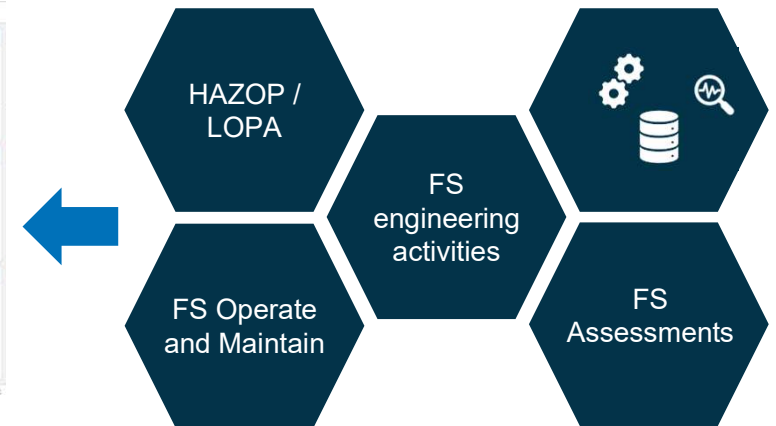 HAZOP /
LOPA
FS
engineering
activities
FS Operate
and Maintain
FS
Assessments